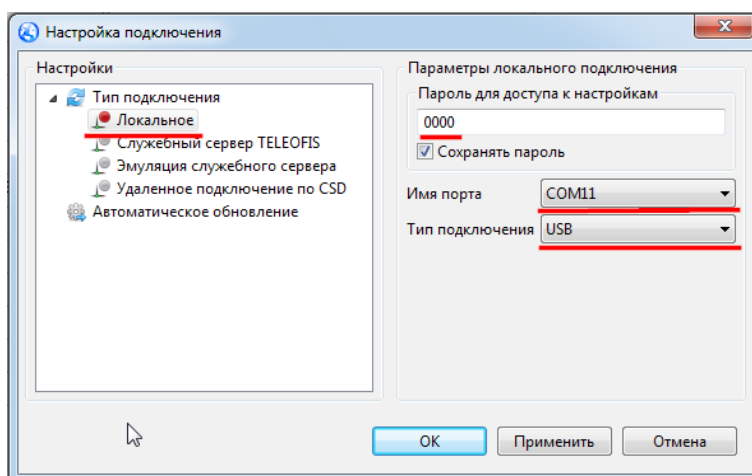 Настройка подключения
Настройки
Тип подключения
Локальное
Служебный сервер TELEOFIS
Эмуляция служебного сервера
Удаленное подключение по CSD
Автоматическое обновление
Параметры локального подключения
Пароль для доступа к настройкам
0000
Сохранять пароль
Имя порта COM11
Тип подключения USB
ОК Применить Отмена